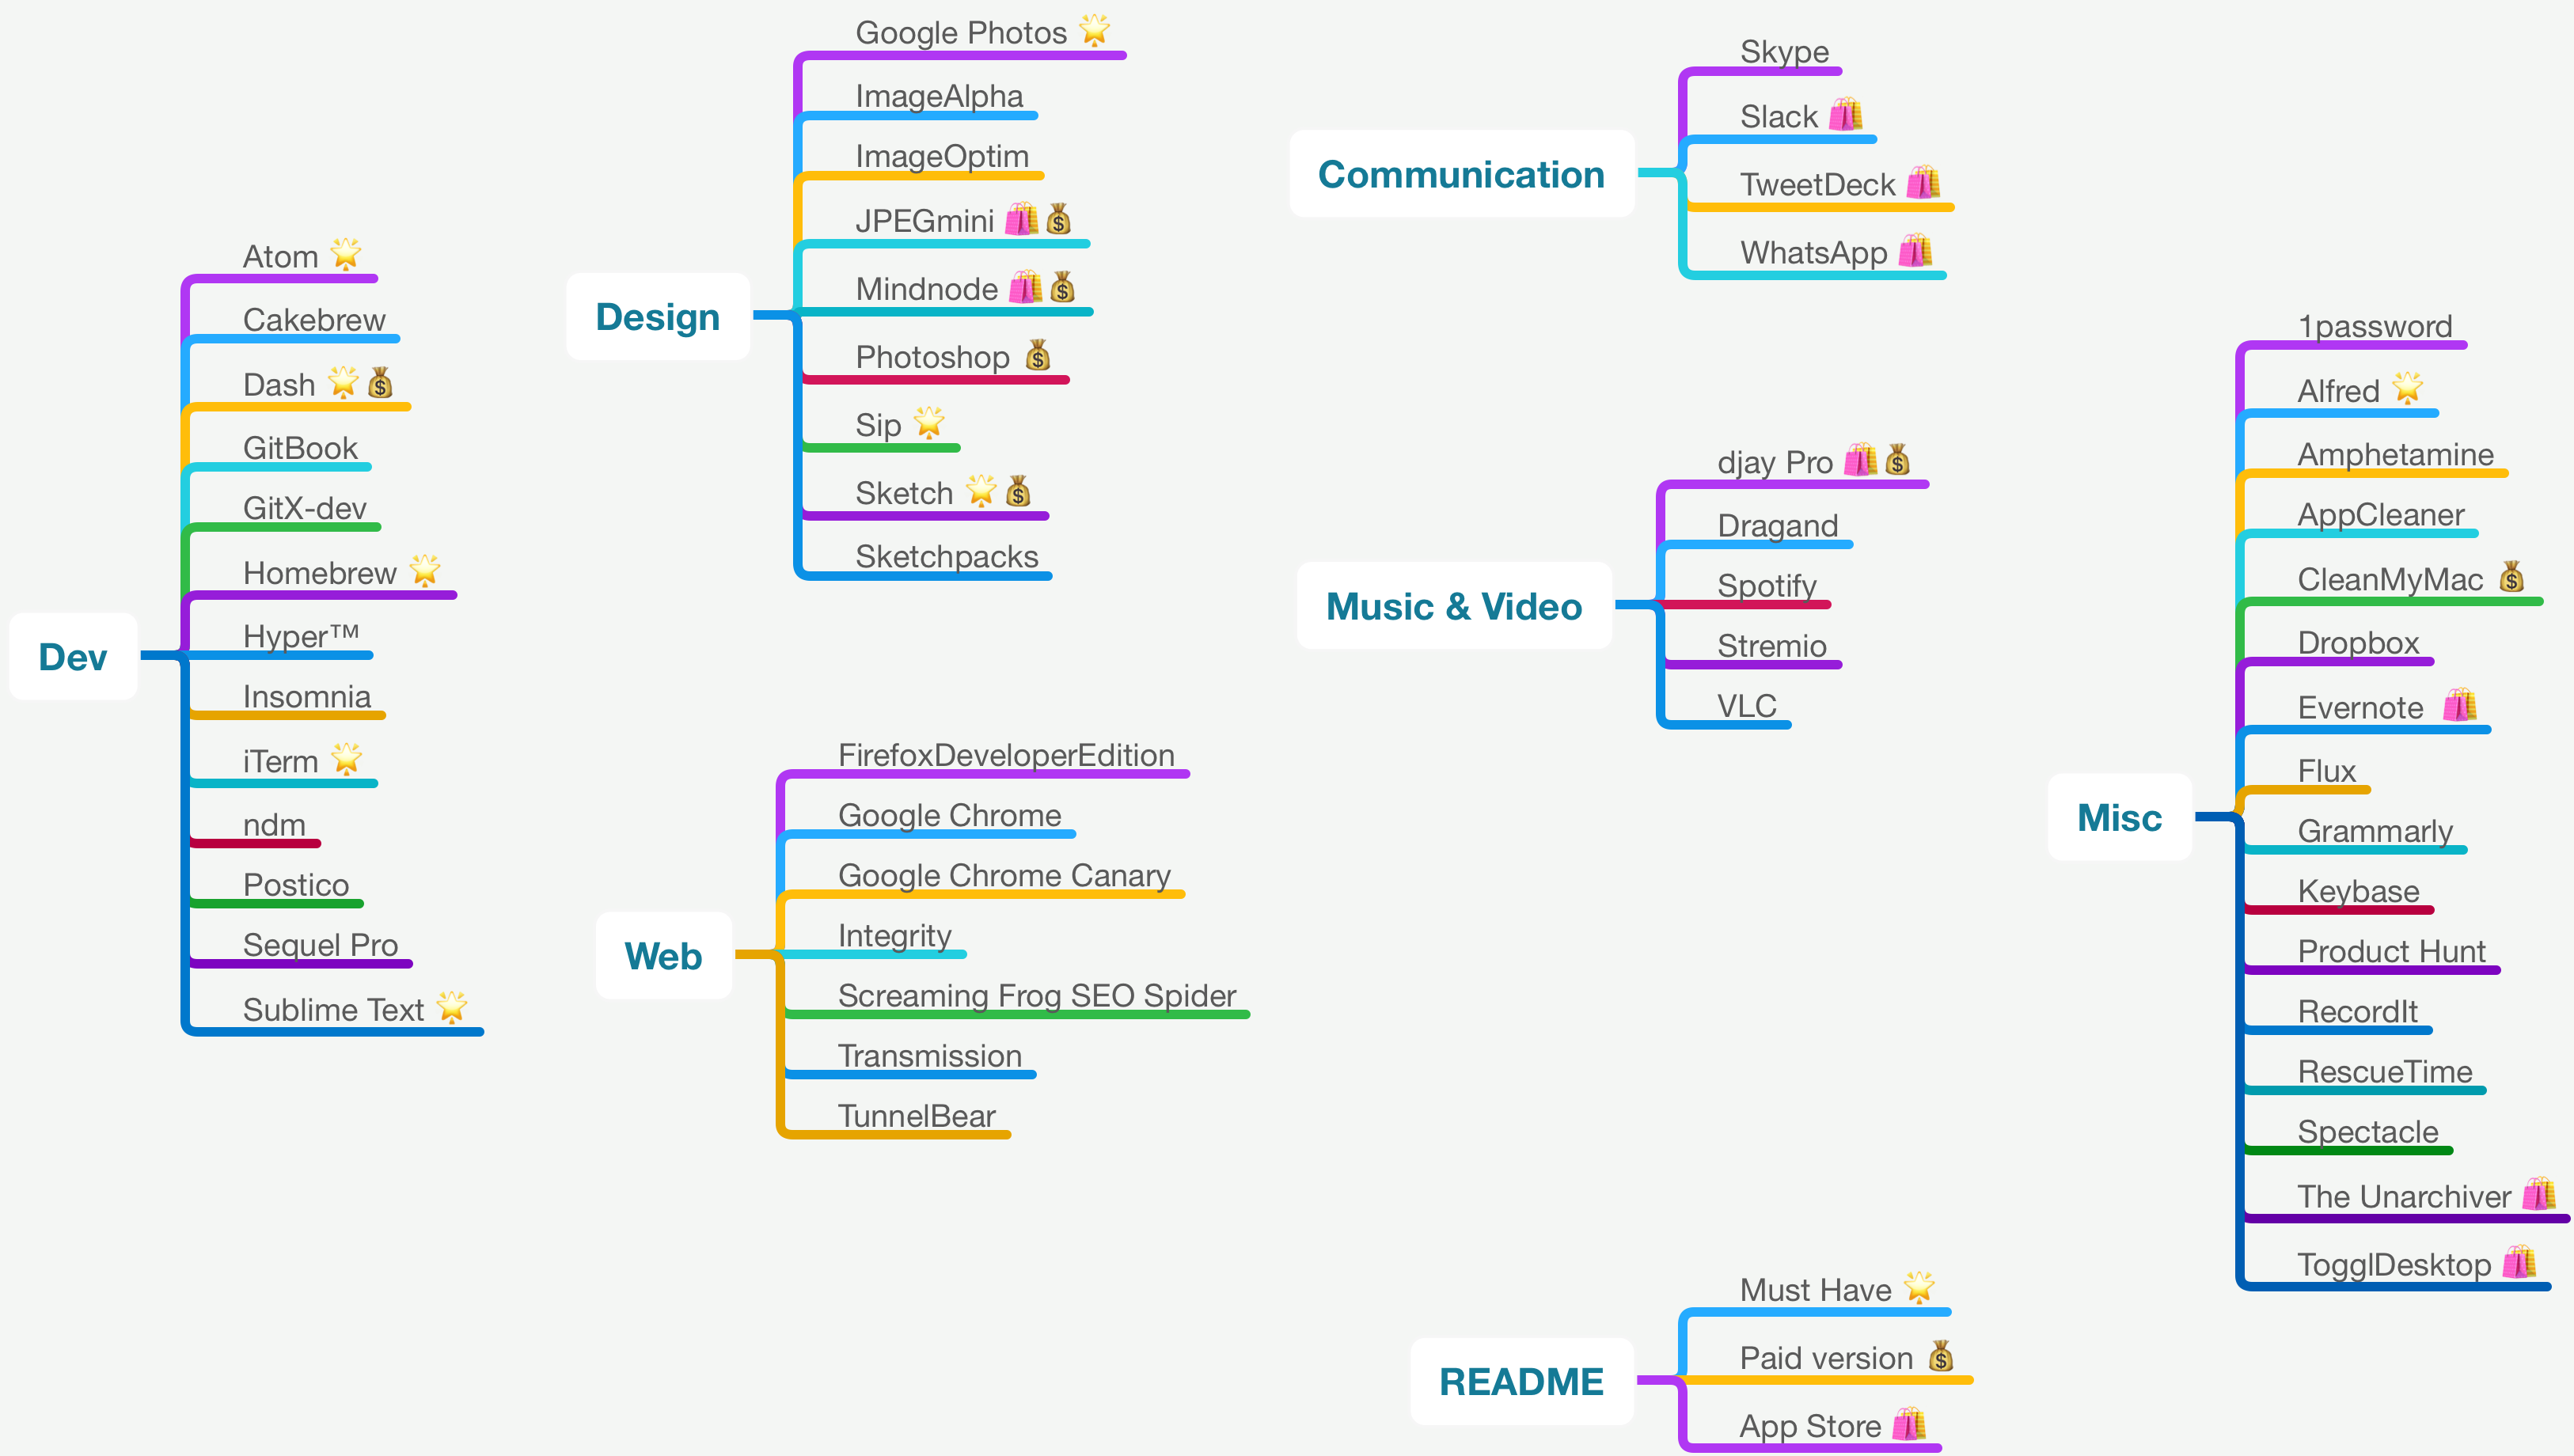 Dev
Atom 🌟
Cakebrew
Dash 🌟💰
GitBook
GitX-dev
Homebrew 🌟
Hyper™
Insomnia
iTerm 🌟
ndm
Postico
Sequel Pro
Sublime Text 🌟
Design
Google Photos 🌟
ImageAlpha
ImageOptim
JPEGmini 🛍💰
Mindnode 🛍💰
Photoshop 💰
Sip 🌟
Sketch 🌟💰
Sketchpacks
Web
FirefoxDeveloperEdition
Google Chrome
Google Chrome Canary
Integrity
Screaming Frog SEO Spider
Transmission
TunnelBear
Communication
Skype
Slack 🛍
TweetDeck 🛍
WhatsApp 🛍
Music & Video
djay Pro 🛍💰
Dragand
Spotify
Stremio
VLC
Misc
1password
Alfred 🌟
Amphetamine
AppCleaner
CleanMyMac 💰
Dropbox
Evernote 🛍
Flux
Grammarly
Keybase
Product Hunt
RecordIt
RescueTime
Spectacle
The Unarchiver 🛍
TogglDesktop 🛍
README
Must Have 🌟
Paid version 💰
App Store 🛍